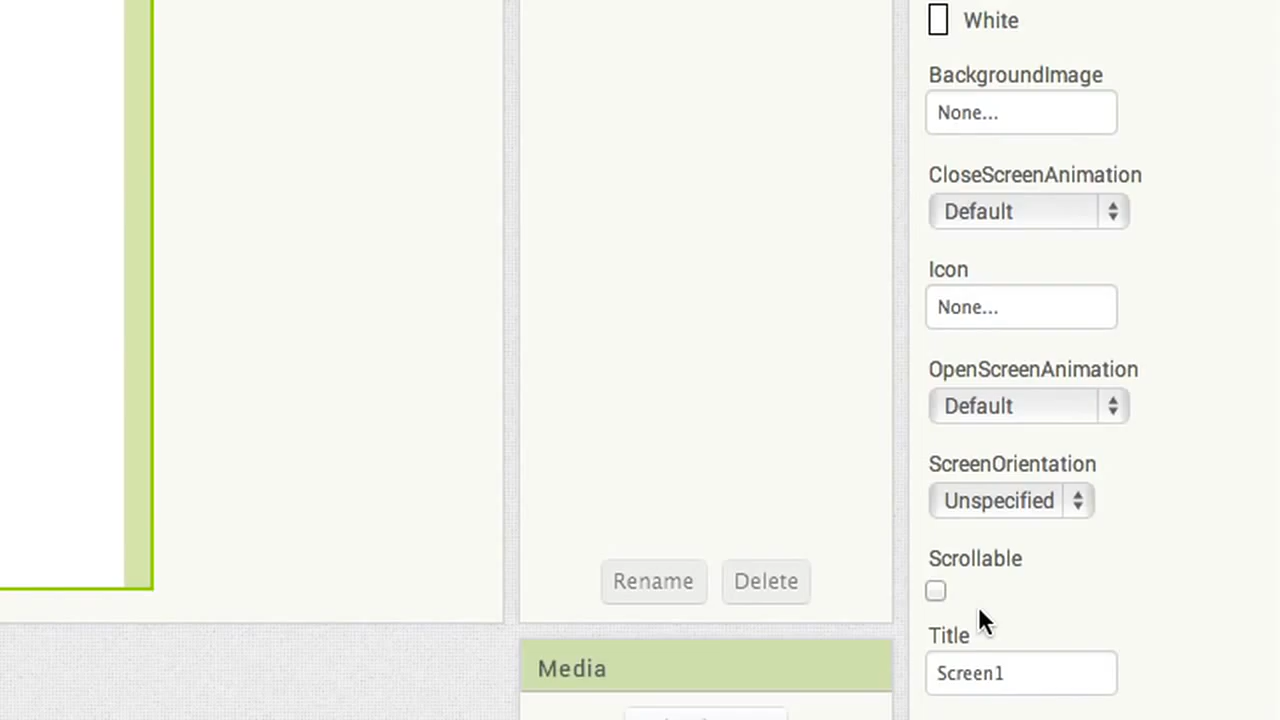 White
BackgroundImage
None...
CloseScreenAnimation
Default
Icon
None...
OpenScreenAnimation
Default
ScreenOrientation
Unspecified
Scrollable
Rename Delete
Title
Media
Screen1